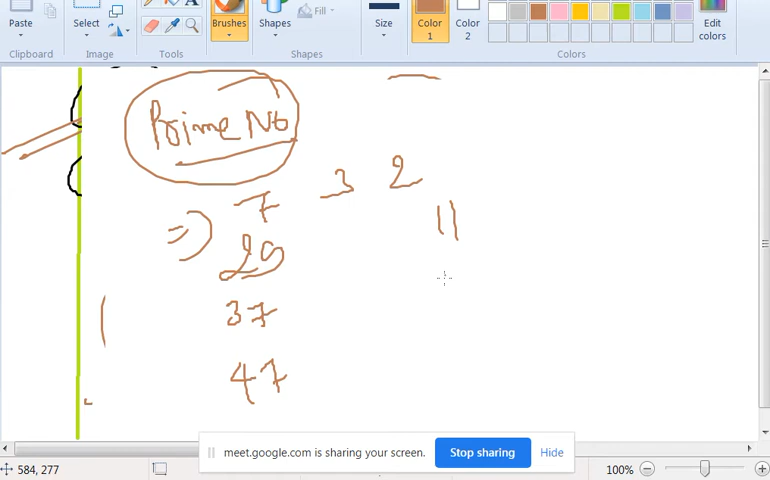 Paste
Select
Brushes
Shapes
Fill
Size
Color 1
Color 2
Edit colors
Clipboard
Image
Tools
Shapes
Colors
Prime No
3 2
7
11
29
37
47
meet.google.com is sharing your screen.
Stop sharing
Hide
584, 277
100%